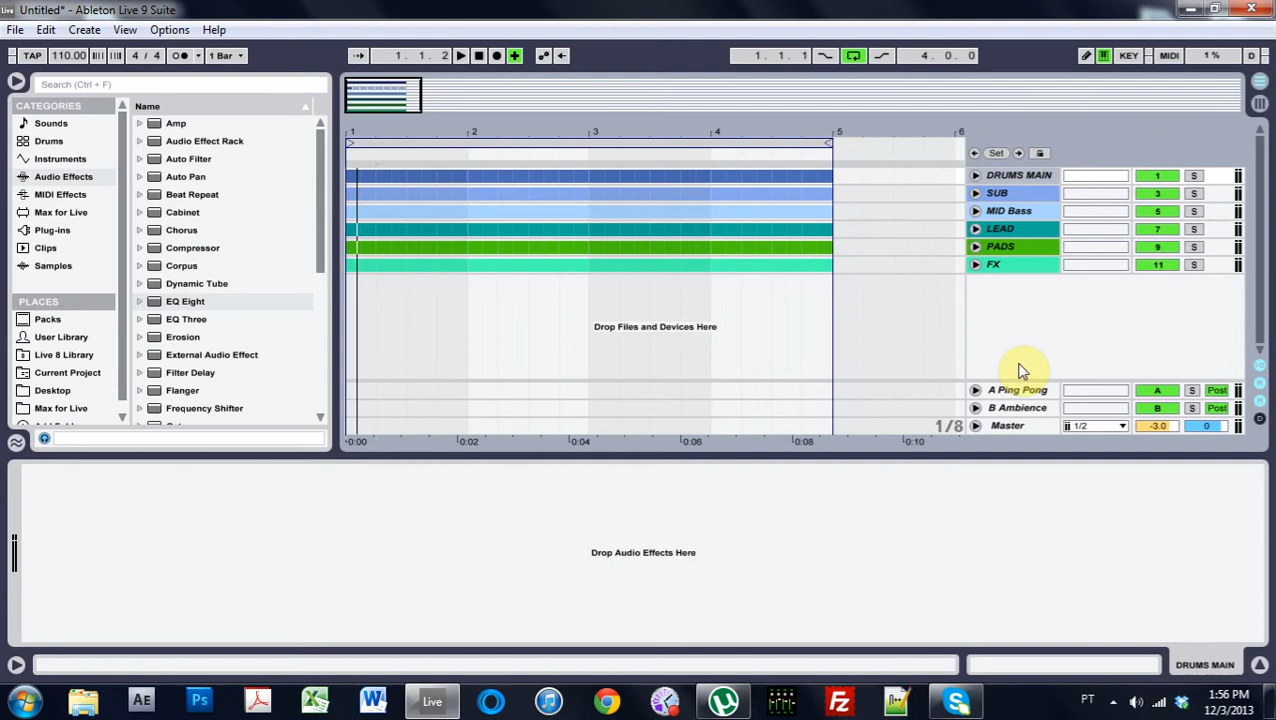 Live Untitled* - Ableton Live 9 Suite
File Edit Create View Options Help
TAP 110.00 4 / 4 1 Bar 1. 1. 2 1. 1. 1 4. 0. 0 KEY MIDI 1 % D
Search (Ctrl + F)
CATEGORIES
Sounds
Drums
Instruments
Audio Effects
MIDI Effects
Max for Live
Plug-ins
Clips
Samples
PLACES
Packs
User Library
Live 8 Library
Current Project
Desktop
Max for Live
Name
Amp
Audio Effect Rack
Auto Filter
Auto Pan
Beat Repeat
Cabinet
Chorus
Compressor
Corpus
Dynamic Tube
EQ Eight
EQ Three
Erosion
External Audio Effect
Filter Delay
Flanger
Frequency Shifter
1 2 3 4 5 6
Set
DRUMS MAIN 1 S
SUB 3 S
MID Bass 5 S
LEAD 7 S
PADS 9 S
FX 11 S
Drop Files and Devices Here
A Ping Pong A S Post
B Ambience B S Post
1/8 Master 1/2 -3.0 0
0:00 0:02 0:04 0:06 0:08 0:10
Drop Audio Effects Here
DRUMS MAIN
AE Ps Live PT 1:56 PM
12/3/2013